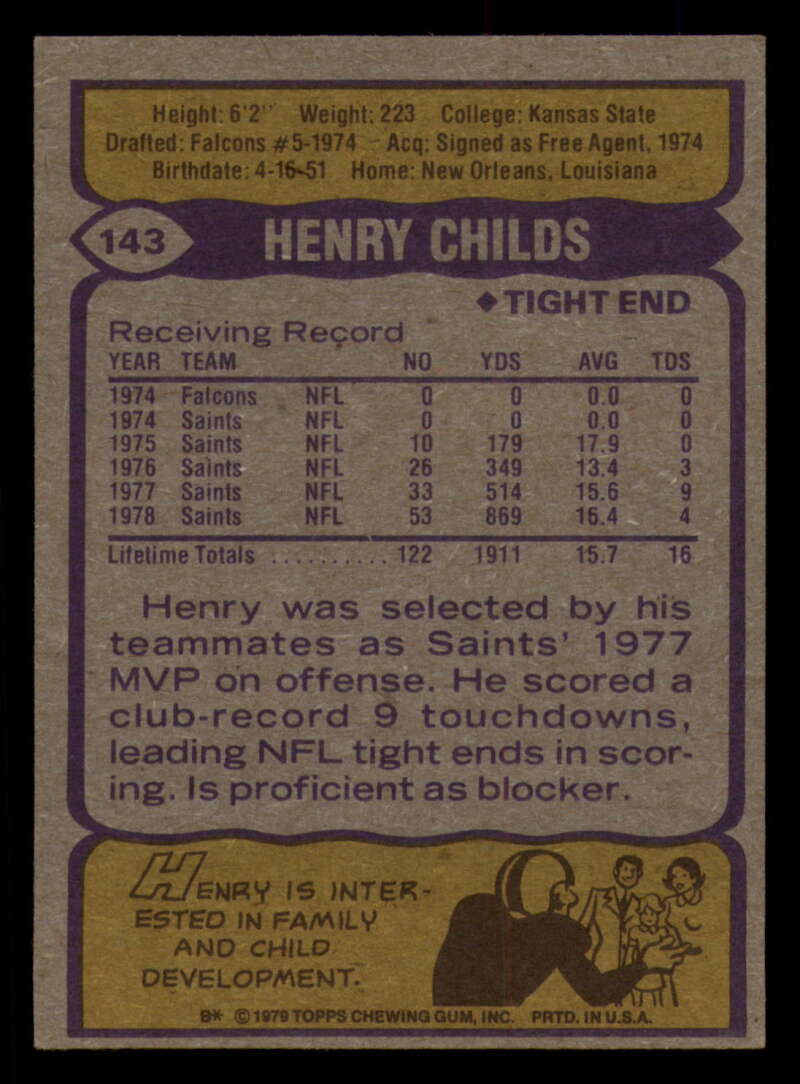 Height: 6'2" Weight: 223 College: Kansas State
Drafted: Falcons #5-1974 - Acq: Signed as Free Agent, 1974
Birthdate: 4-16-51 Home: New Orleans, Louisiana
143 HENRY CHILDS
◆TIGHT END
Receiving Record
YEAR TEAM NO YDS AVG TDS
1974 Falcons NFL 0 0 0.0 0
1974 Saints NFL 0 0 0.0 0
1975 Saints NFL 10 179 17.9 0
1976 Saints NFL 26 349 13.4 3
1977 Saints NFL 33 514 15.6 9
1978 Saints NFL 53 869 16.4 4
Lifetime Totals .......... 122 1911 15.7 16
Henry was selected by his
teammates as Saints' 1977
MVP on offense. He scored a
club-record 9 touchdowns,
leading NFL tight ends in scor-
ing. Is proficient as blocker.
HENRY IS INTER-
ESTED IN FAMILY
AND CHILD
DEVELOPMENT.
B* © 1979 TOPPS CHEWING GUM, INC. PRTD. IN U.S.A.